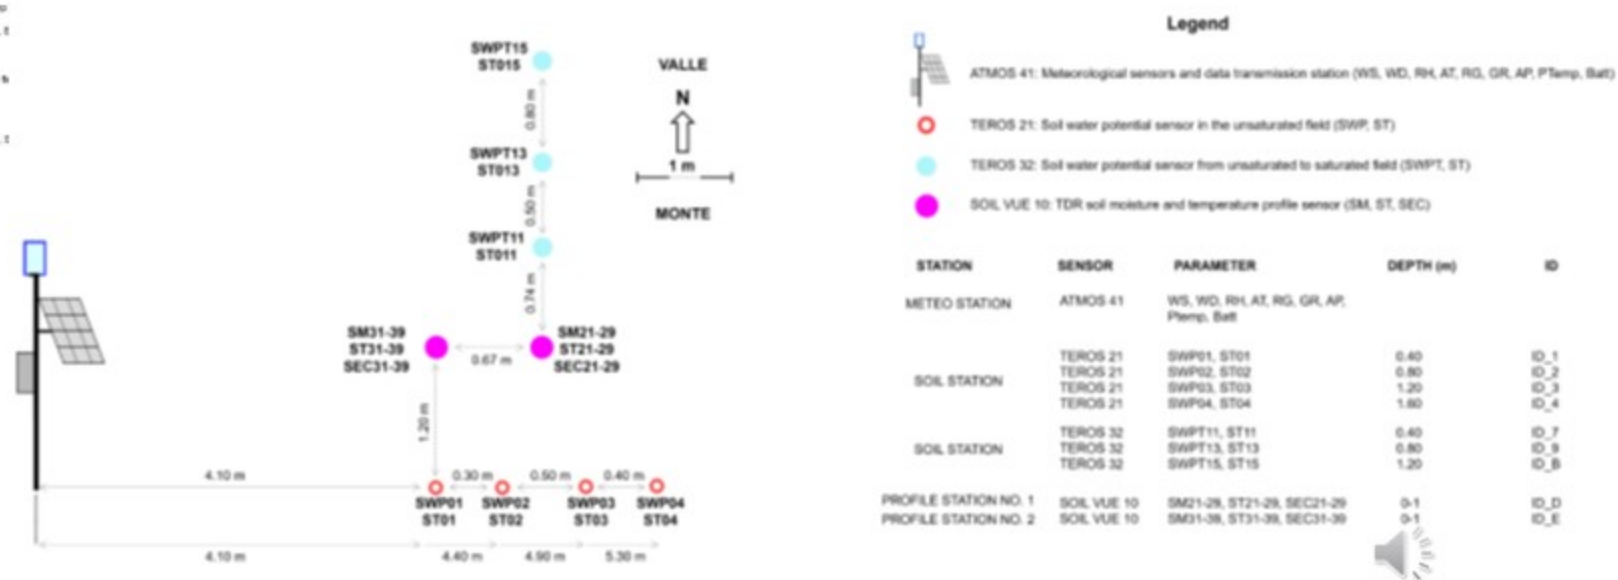 SWPT15
ST015
0.80 m
SWPT13
ST013
0.50 m
SWPT11
ST011
0.74 m
VALLE
N
1 m
MONTE
SM31-39
ST31-39
SEC31-39
0.67 m
SM21-29
ST21-29
SEC21-29
1.20 m
4.10 m
0.30 m
0.50 m
0.40 m
SWP01
ST01
SWP02
ST02
SWP03
ST03
SWP04
ST04
4.10 m
4.40 m
4.90 m
5.30 m
Legend
ATMOS 41: Meteorological sensors and data transmission station (WS, WD, RH, AT, RG, GR, AP, PTemp, Batt)
TEROS 21: Soil water potential sensor in the unsaturated field (SWP, ST)
TEROS 32: Soil water potential sensor from unsaturated to saturated field (SWPT, ST)
SOIL VUE 10: TDR soil moisture and temperature profile sensor (SM, ST, SEC)
STATION SENSOR PARAMETER DEPTH (m) ID
METEO STATION ATMOS 41 WS, WD, RH, AT, RG, GR, AP,
Ptemp, Batt
SOIL STATION
TEROS 21 SWP01, ST01 0.40 ID_1
TEROS 21 SWP02, ST02 0.80 ID_2
TEROS 21 SWP03, ST03 1.20 ID_3
TEROS 21 SWP04, ST04 1.60 ID_4
SOIL STATION
TEROS 32 SWPT11, ST11 0.40 ID_7
TEROS 32 SWPT13, ST13 0.80 ID_9
TEROS 32 SWPT15, ST15 1.20 ID_B
PROFILE STATION NO. 1 SOIL VUE 10 SM21-29, ST21-29, SEC21-29 0-1 ID_D
PROFILE STATION NO. 2 SOIL VUE 10 SM31-39, ST31-39, SEC31-39 0-1 ID_E